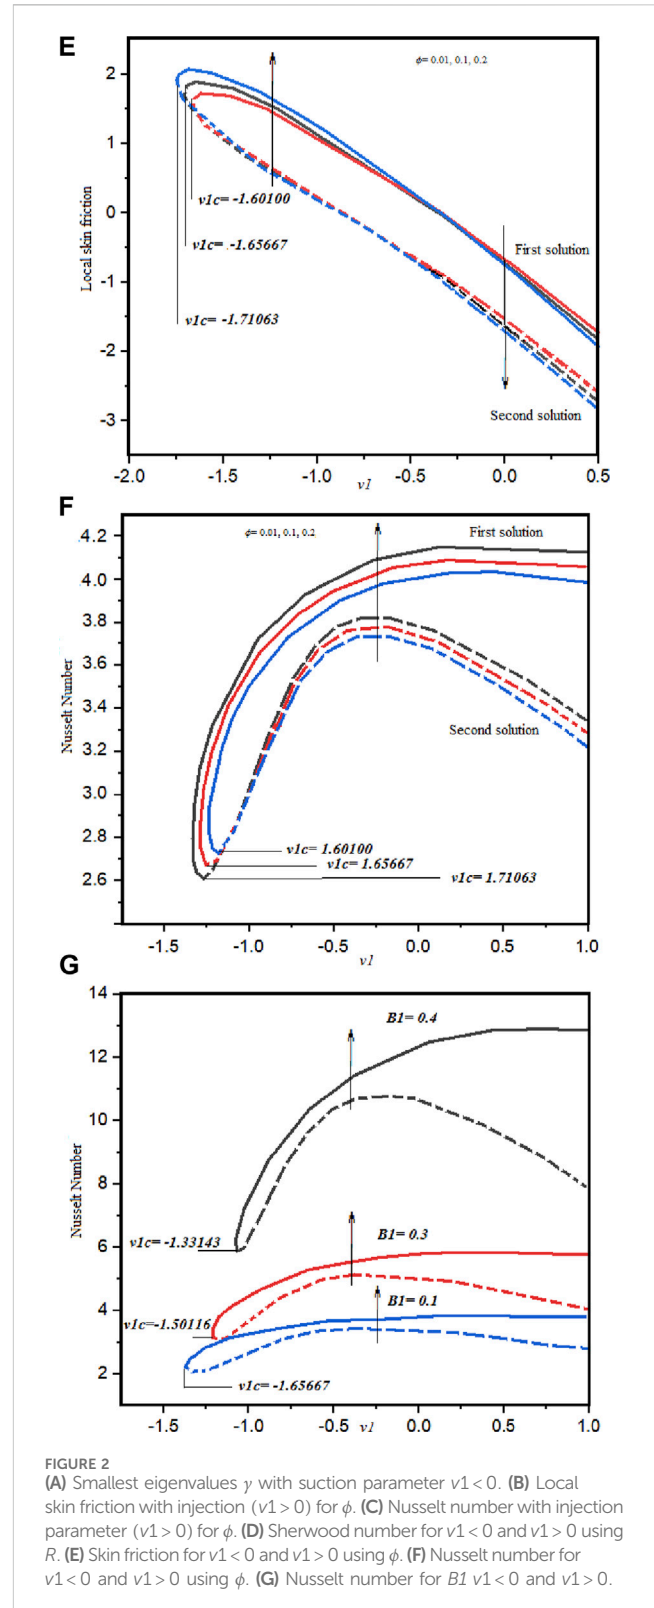 E
ϕ= 0.01, 0.1, 0.2
2
1
0
-1
-2
-3
Local skin friction
v1c= -1.60100
v1c= -1.65667
v1c= -1.71063
First solution
Second solution
-2.0 -1.5 -1.0 -0.5 0.0 0.5
v1
F
ϕ= 0.01, 0.1, 0.2
First solution
4.2
4.0
3.8
3.6
3.4
3.2
3.0
2.8
2.6
Nusselt Number
Second solution
v1c= 1.60100
v1c= 1.65667
v1c= 1.71063
-1.5 -1.0 -0.5 0.0 0.5 1.0
v1
G
14
12
10
8
6
4
2
Nusselt Number
B1= 0.4
v1c=-1.33143
B1= 0.3
v1c=-1.50116
B1= 0.1
v1c= -1.65667
-1.5 -1.0 -0.5 0.0 0.5 1.0
v1
FIGURE 2
(A) Smallest eigenvalues γ with suction parameter v1 < 0. (B) Local
skin friction with injection (v1 > 0) for ϕ. (C) Nusselt number with injection
parameter (v1 > 0) for ϕ. (D) Sherwood number for v1 < 0 and v1 > 0 using
R. (E) Skin friction for v1 < 0 and v1 > 0 using ϕ. (F) Nusselt number for
v1 < 0 and v1 > 0 using ϕ. (G) Nusselt number for B1 v1 < 0 and v1 > 0.